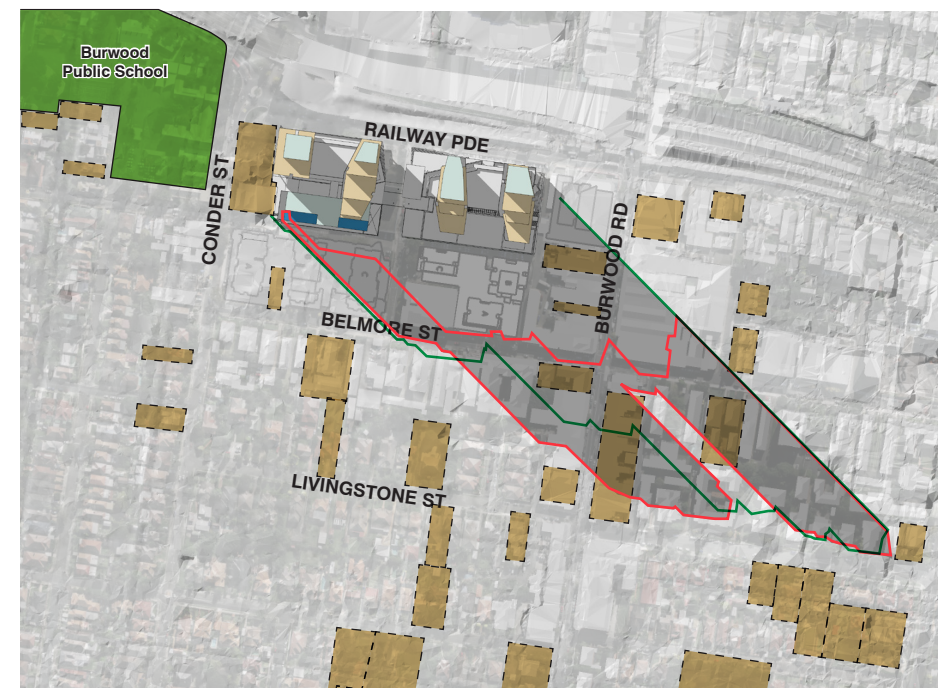 Burwood
Public School
RAILWAY PDE
CONDER ST
BURWOOD RD
BELMORE ST
LIVINGSTONE ST